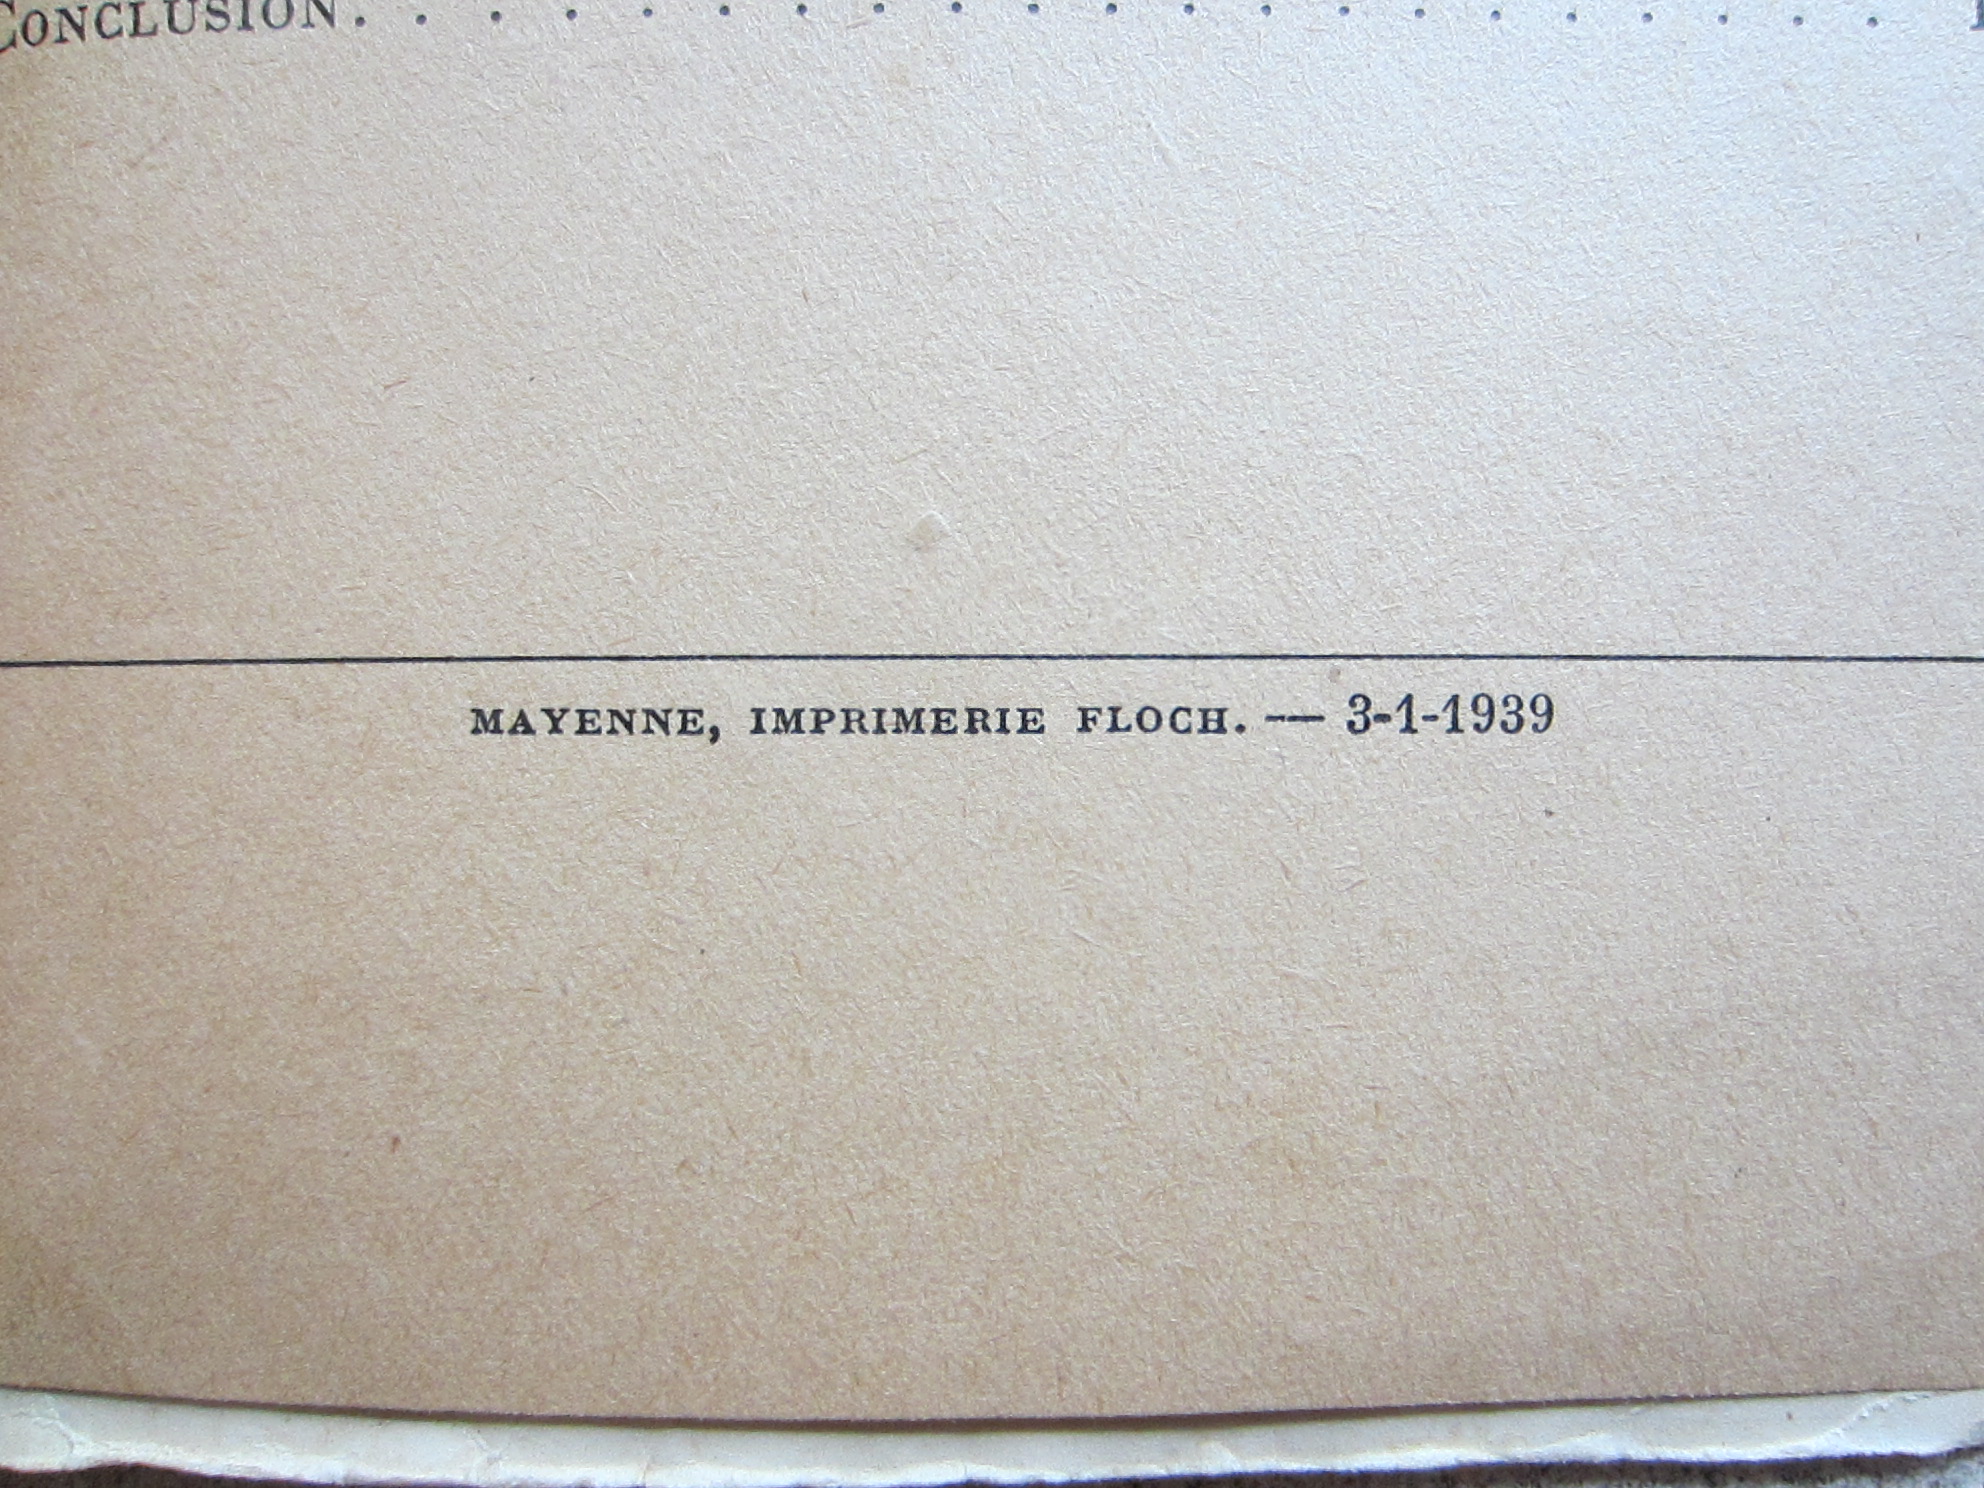 CONCLUSION. . . . . . . . . . . . . . . . . . . . .
MAYENNE, IMPRIMERIE FLOCH. — 3-1-1939